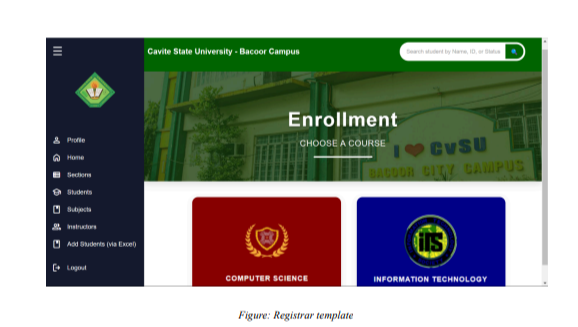 Cavite State University - Bacoor Campus
Search student by Name, ID, or Status
Profile
Home
Sections
Students
Subjects
Instructors
Add Students (via Excel)
Logout
Enrollment
CHOOSE A COURSE
I ❤ CvSU
BACOOR CITY CAMPUS
COMPUTER SCIENCE
its
INFORMATION TECHNOLOGY
Figure: Registrar template